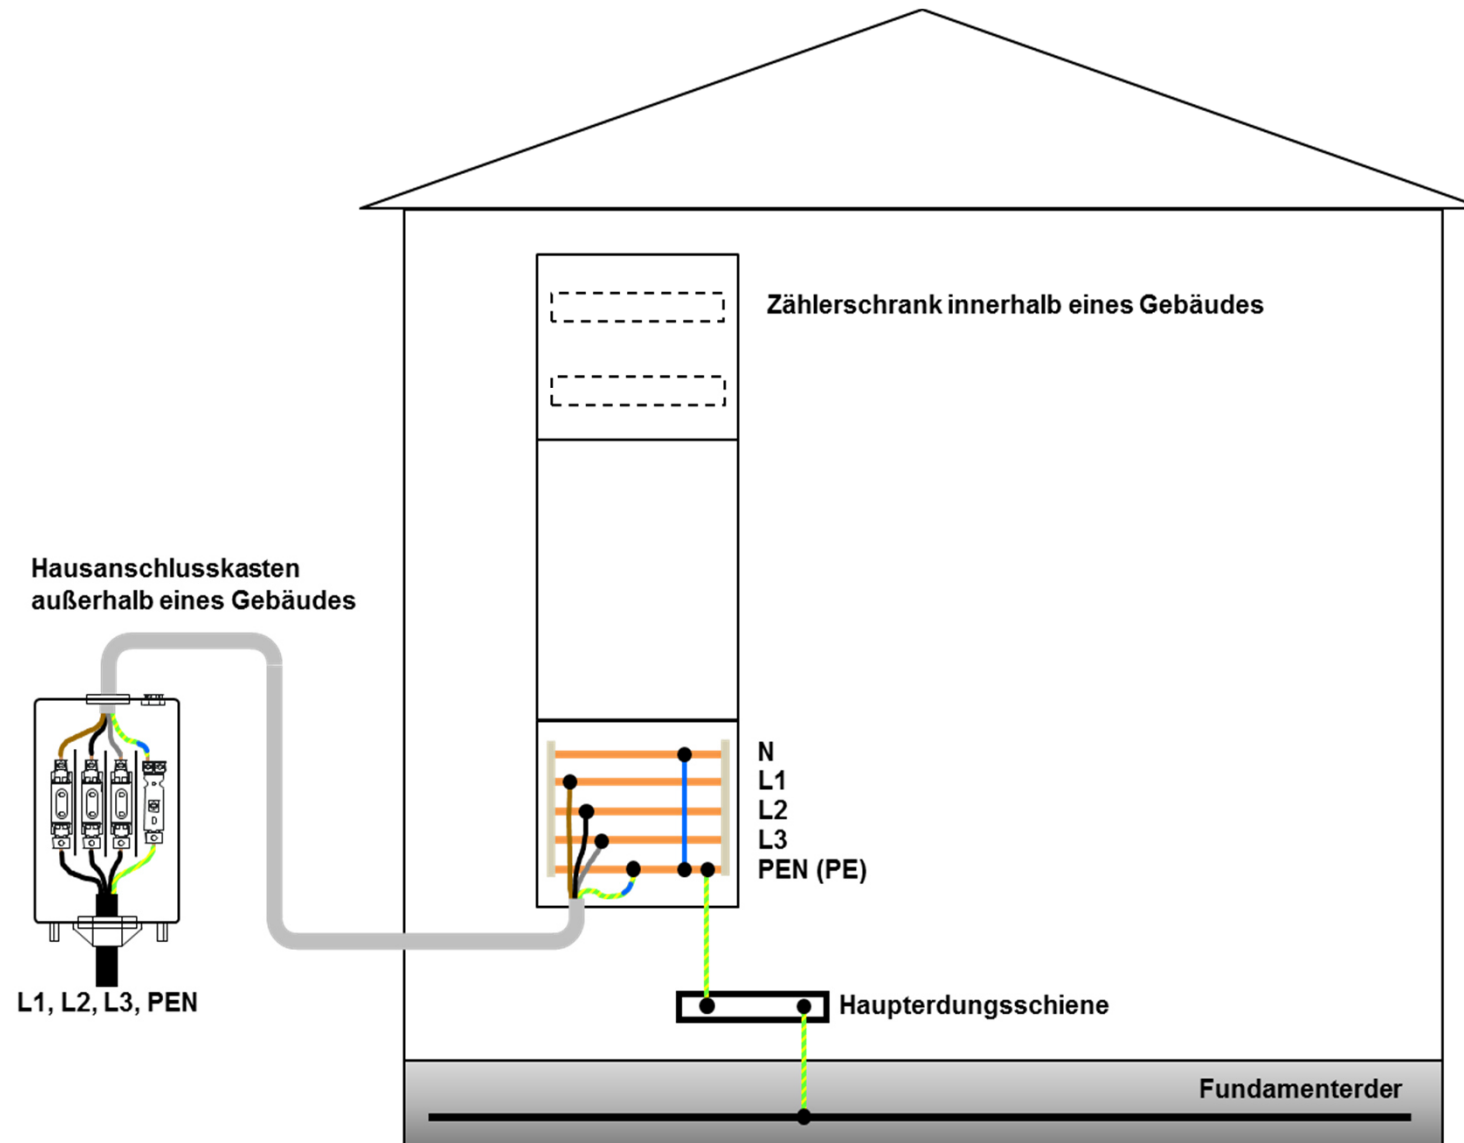 Zählerschrank innerhalb eines Gebäudes
Hausanschlusskasten
außerhalb eines Gebäudes
N
L1
L2
L3
PEN (PE)
L1, L2, L3, PEN
Haupterdungsschiene
Fundamenterder